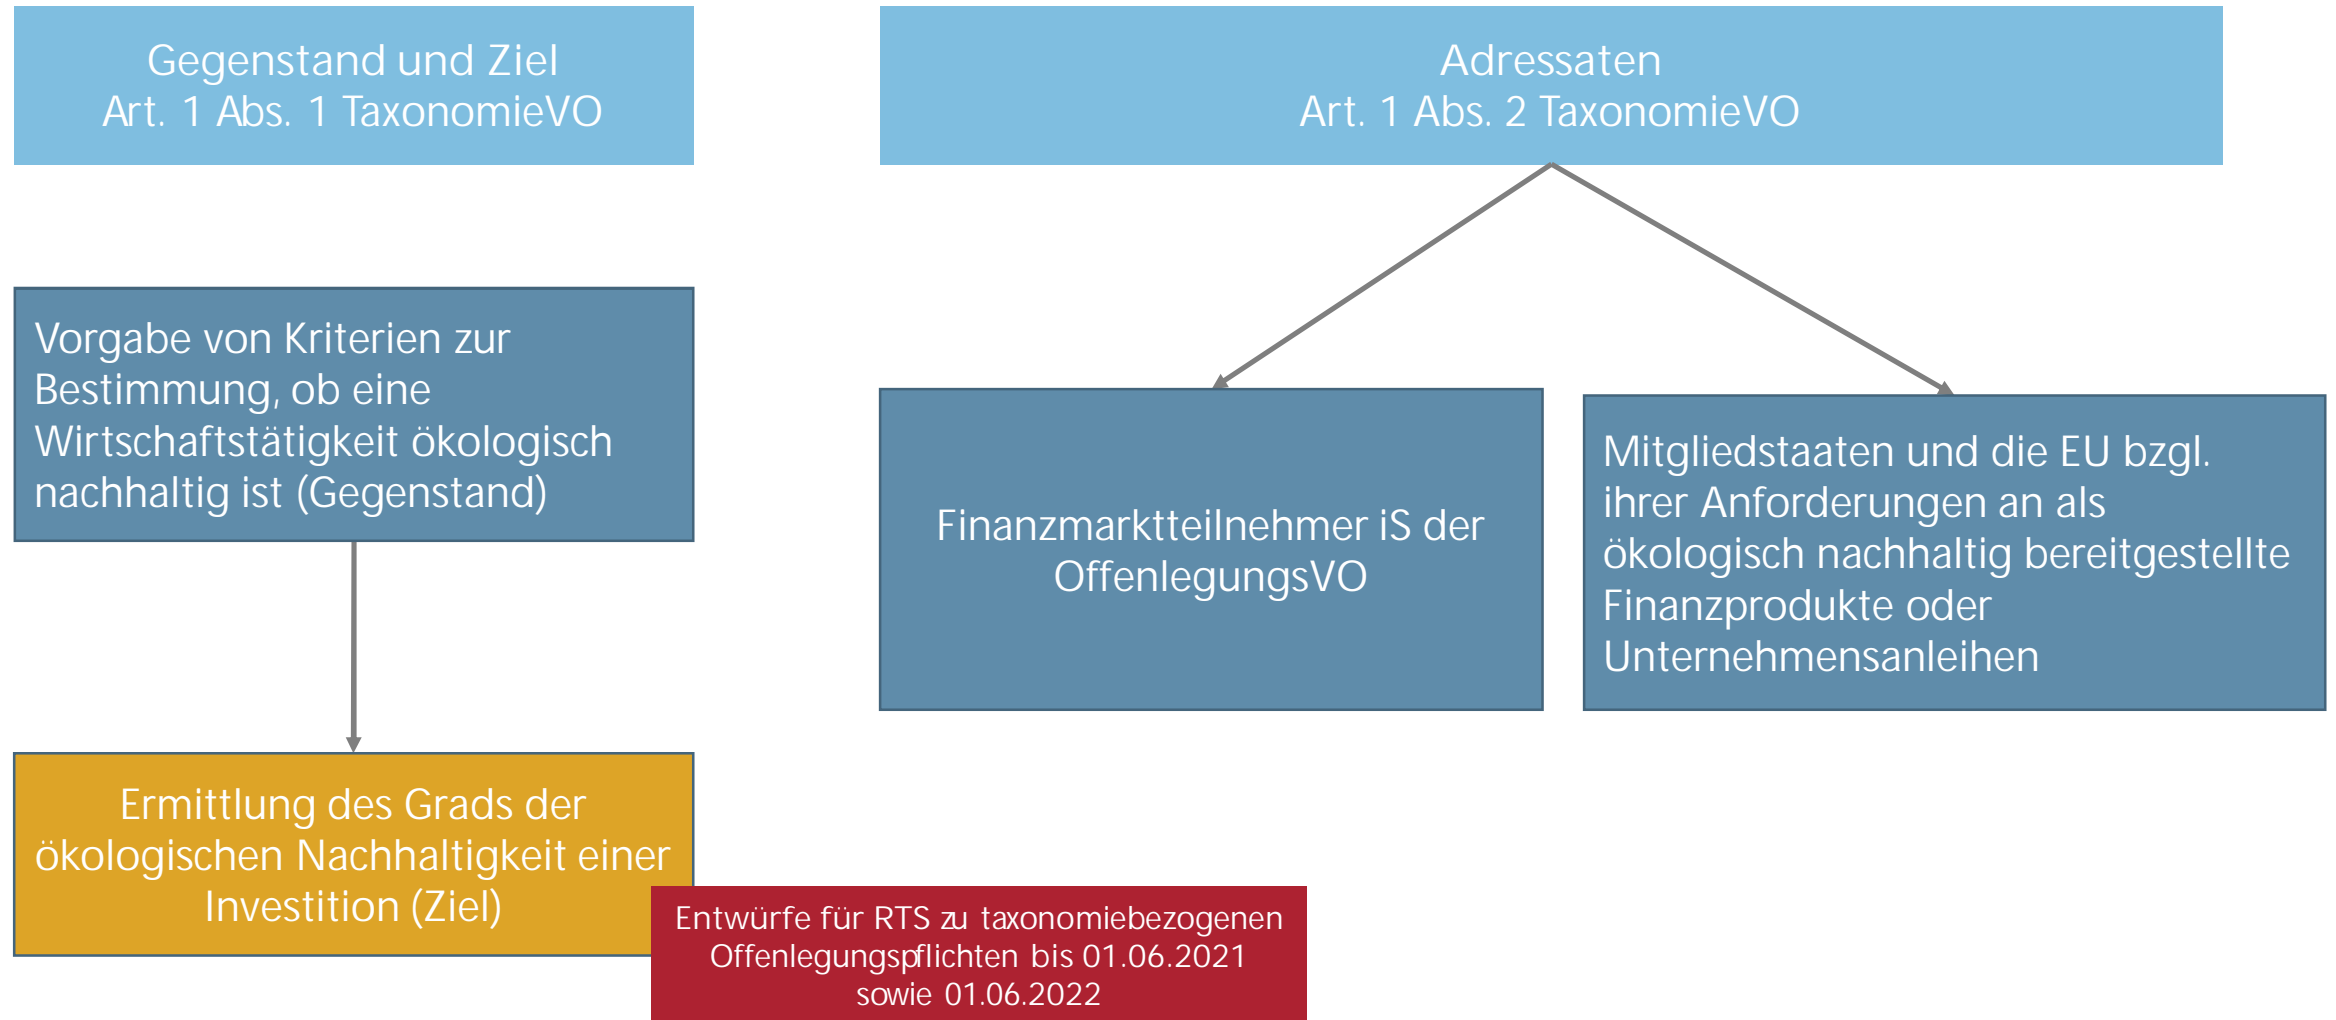 Gegenstand und Ziel
Art. 1 Abs. 1 TaxonomieVO
Adressaten
Art. 1 Abs. 2 TaxonomieVO
Vorgabe von Kriterien zur
Bestimmung, ob eine
Wirtschaftstätigkeit ökologisch
nachhaltig ist (Gegenstand)
Finanzmarktteilnehmer iS der
OffenlegungsVO
Mitgliedstaaten und die EU bzgl.
ihrer Anforderungen an als
ökologisch nachhaltig bereitgestellte
Finanzprodukte oder
Unternehmensanleihen
Ermittlung des Grads der
ökologischen Nachhaltigkeit einer
Investition (Ziel)
Entwürfe für RTS zu taxonomiebezogenen
Offenlegungspflichten bis 01.06.2021
sowie 01.06.2022